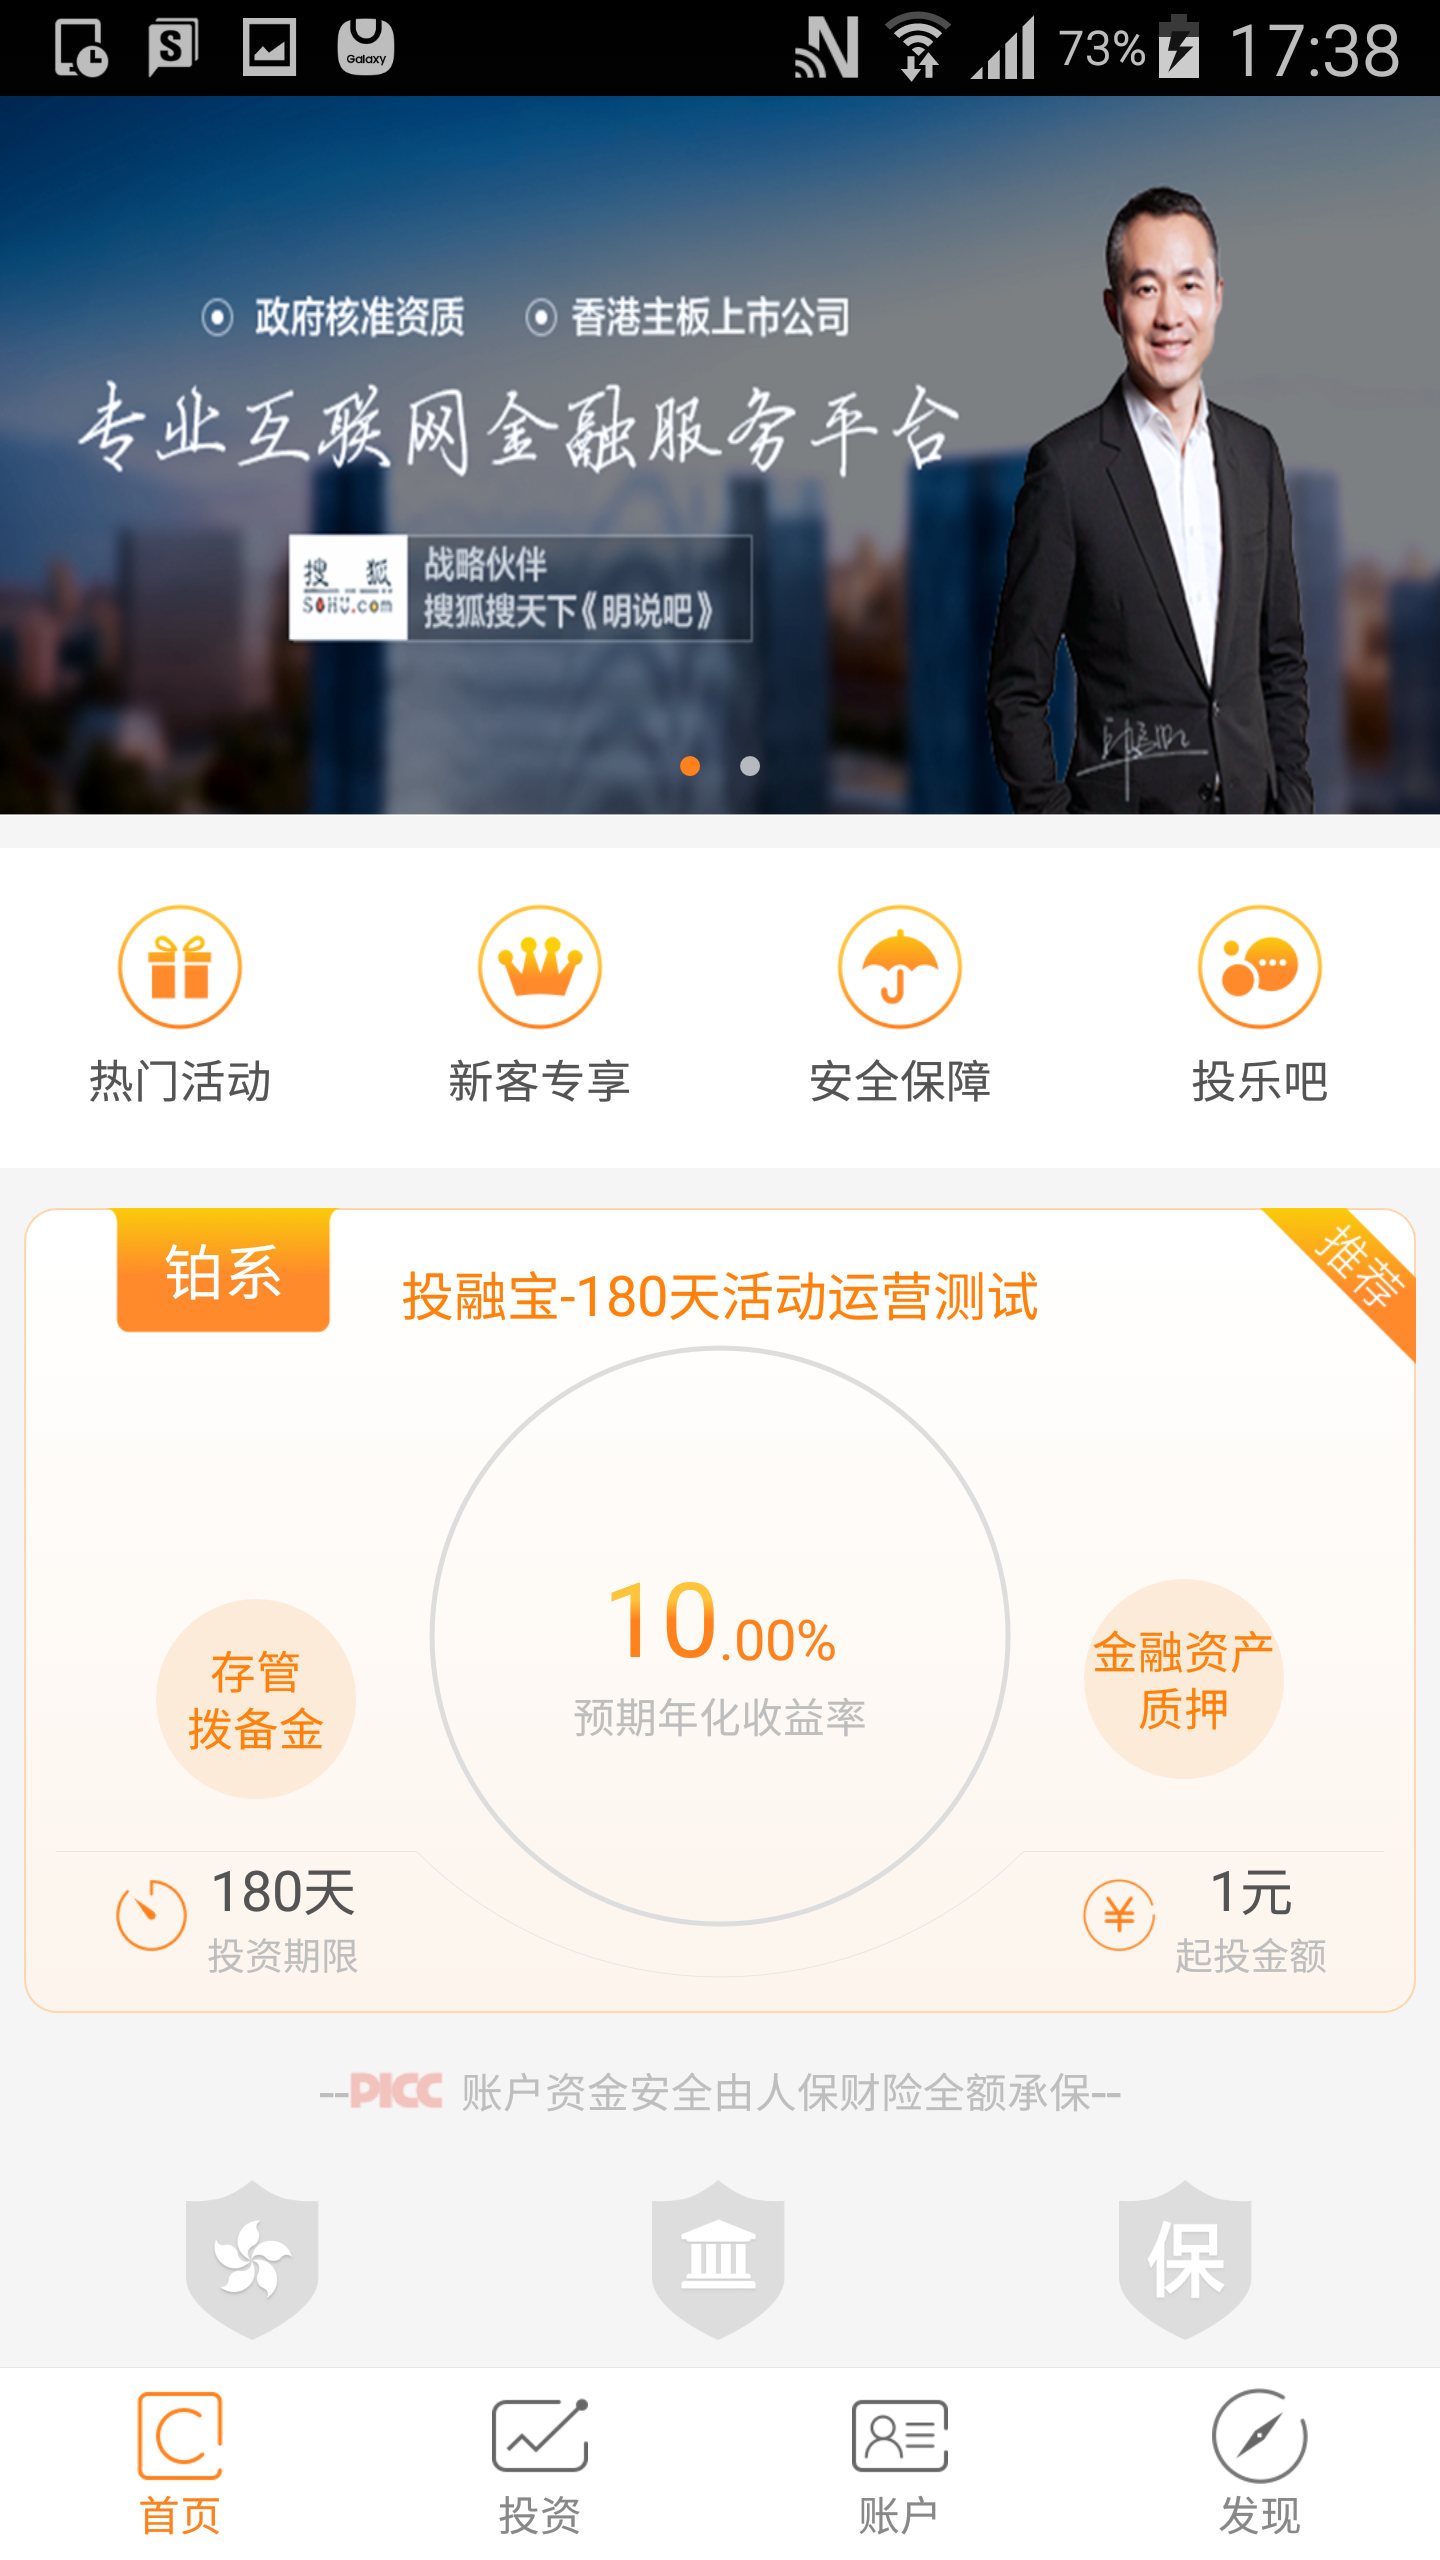 Galaxy
73%
17:38
政府核准资质
香港主板上市公司
专业互联网金融服务平台
搜狐
SOHU.com
战略伙伴
搜狐搜天下《明说吧》
热门活动
新客专享
安全保障
投乐吧
铂系
投融宝-180天活动运营测试
推荐
10.00%
预期年化收益率
存管
拨备金
金融资产
质押
180天
投资期限
1元
起投金额
--PICC 账户资金安全由人保财险全额承保--
保
首页
投资
账户
发现